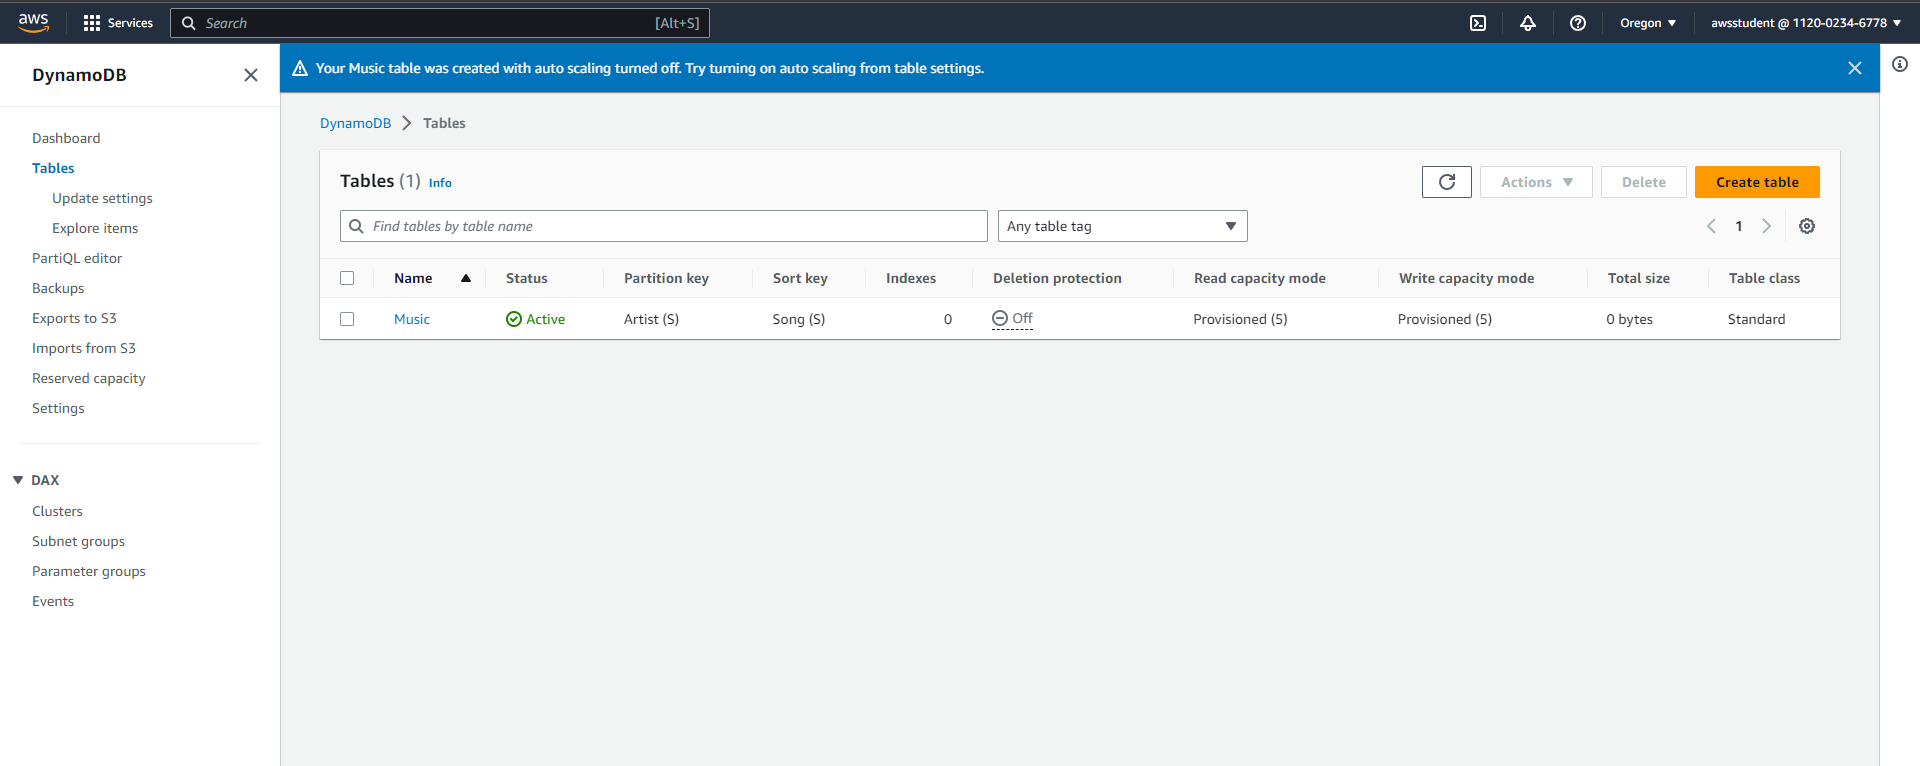 aws
Services
Search
[Alt+S]
Oregon
awsstudent @ 1120-0234-6778
DynamoDB
Dashboard
Tables
Update settings
Explore items
PartiQL editor
Backups
Exports to S3
Imports from S3
Reserved capacity
Settings
DAX
Clusters
Subnet groups
Parameter groups
Events
Your Music table was created with auto scaling turned off. Try turning on auto scaling from table settings.
DynamoDB Tables
Tables (1) Info
Actions
Delete
Create table
Find tables by table name
Any table tag
1
Name Status Partition key Sort key Indexes Deletion protection Read capacity mode Write capacity mode Total size Table class
Music Active Artist (S) Song (S) 0 Off Provisioned (5) Provisioned (5) 0 bytes Standard